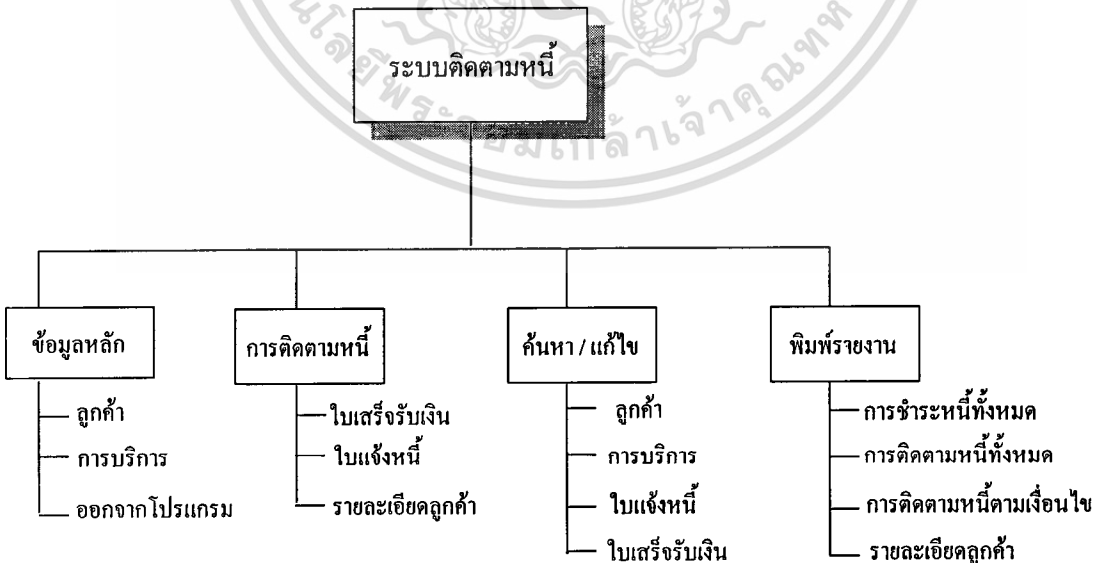 ระบบติดตามหนี้
ข้อมูลหลัก
ลูกค้า
การบริการ
ออกจากโปรแกรม
การติดตามหนี้
ใบเสร็จรับเงิน
ใบแจ้งหนี้
รายละเอียดลูกค้า
ค้นหา / แก้ไข
ลูกค้า
การบริการ
ใบแจ้งหนี้
ใบเสร็จรับเงิน
พิมพ์รายงาน
การชำระหนี้ทั้งหมด
การติดตามหนี้ทั้งหมด
การติดตามหนี้ตามเงื่อนไข
รายละเอียดลูกค้า